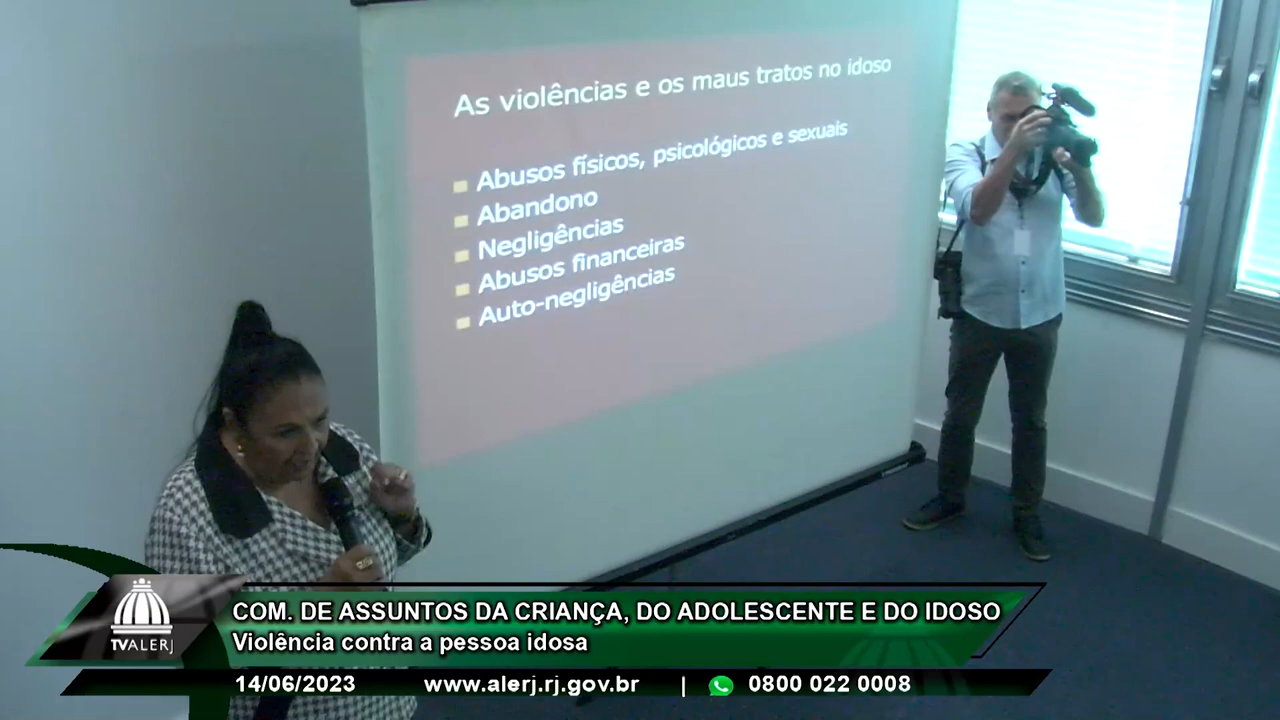 As violências e os maus tratos no idoso
Abusos físicos, psicológicos e sexuais
Abandono
Negligências
Abusos financeiras
Auto-negligências
TVALERJ
COM. DE ASSUNTOS DA CRIANÇA, DO ADOLESCENTE E DO IDOSO
Violência contra a pessoa idosa
14/06/2023 www.alerj.rj.gov.br | 0800 022 0008